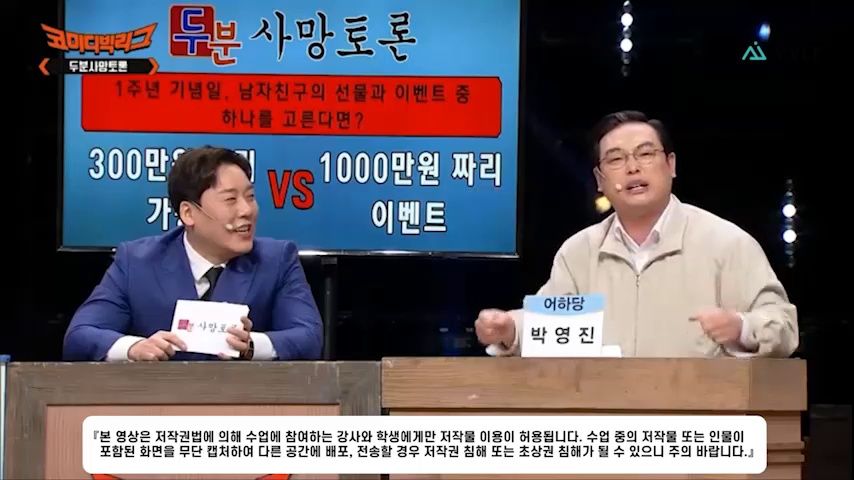 코미디빅리그
두분사망토론
두분 사망토론
1주년 기념일, 남자친구의 선물과 이벤트 중
하나를 고른다면?
300만원
VS
1000만원 짜리
이벤트
두분 사망토론
어하당
박영진
『본 영상은 저작권법에 의해 수업에 참여하는 강사와 학생에게만 저작물 이용이 허용됩니다. 수업 중의 저작물 또는 인물이
포함된 화면을 무단 캡처하여 다른 공간에 배포, 전송할 경우 저작권 침해 또는 초상권 침해가 될 수 있으니 주의 바랍니다.』